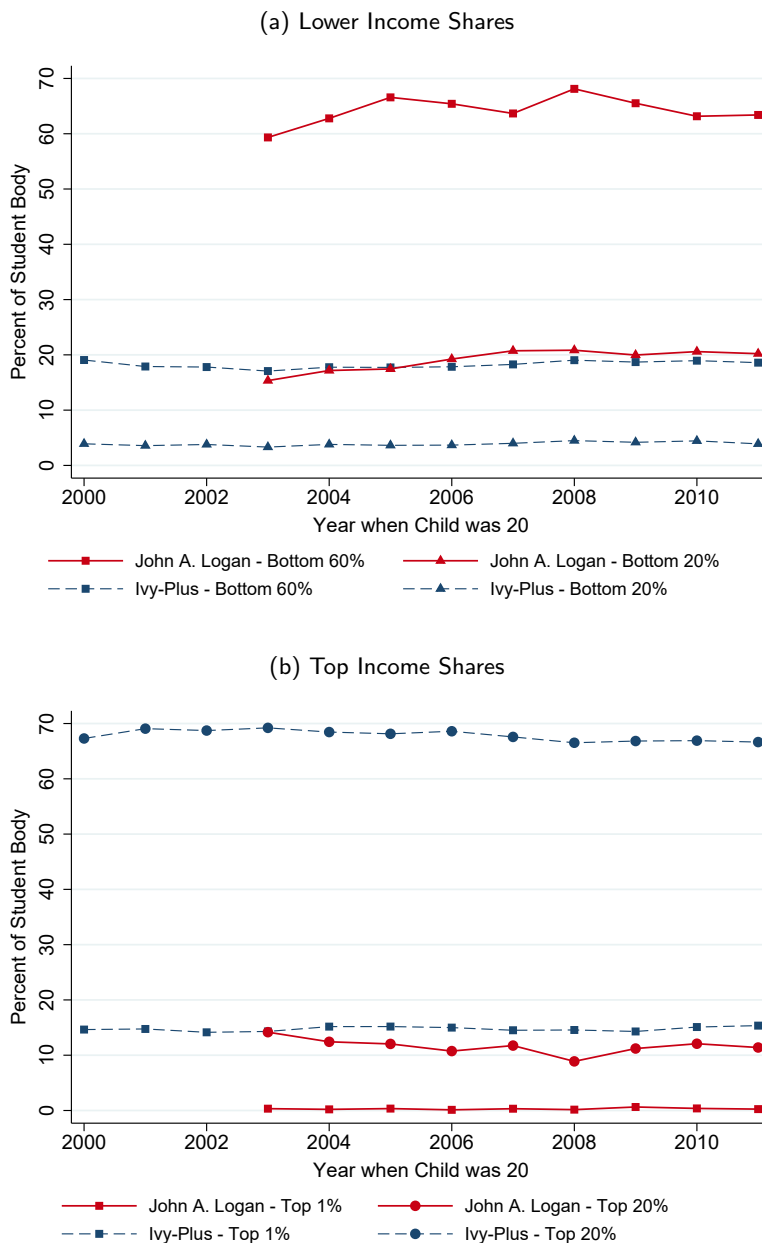 (a) Lower Income Shares
Percent of Student Body
70
60
50
40
30
20
10
0
2000 2002 2004 2006 2008 2010
Year when Child was 20
John A. Logan - Bottom 60% John A. Logan - Bottom 20%
Ivy-Plus - Bottom 60% Ivy-Plus - Bottom 20%
(b) Top Income Shares
Percent of Student Body
70
60
50
40
30
20
10
0
2000 2002 2004 2006 2008 2010
Year when Child was 20
John A. Logan - Top 1% John A. Logan - Top 20%
Ivy-Plus - Top 1% Ivy-Plus - Top 20%